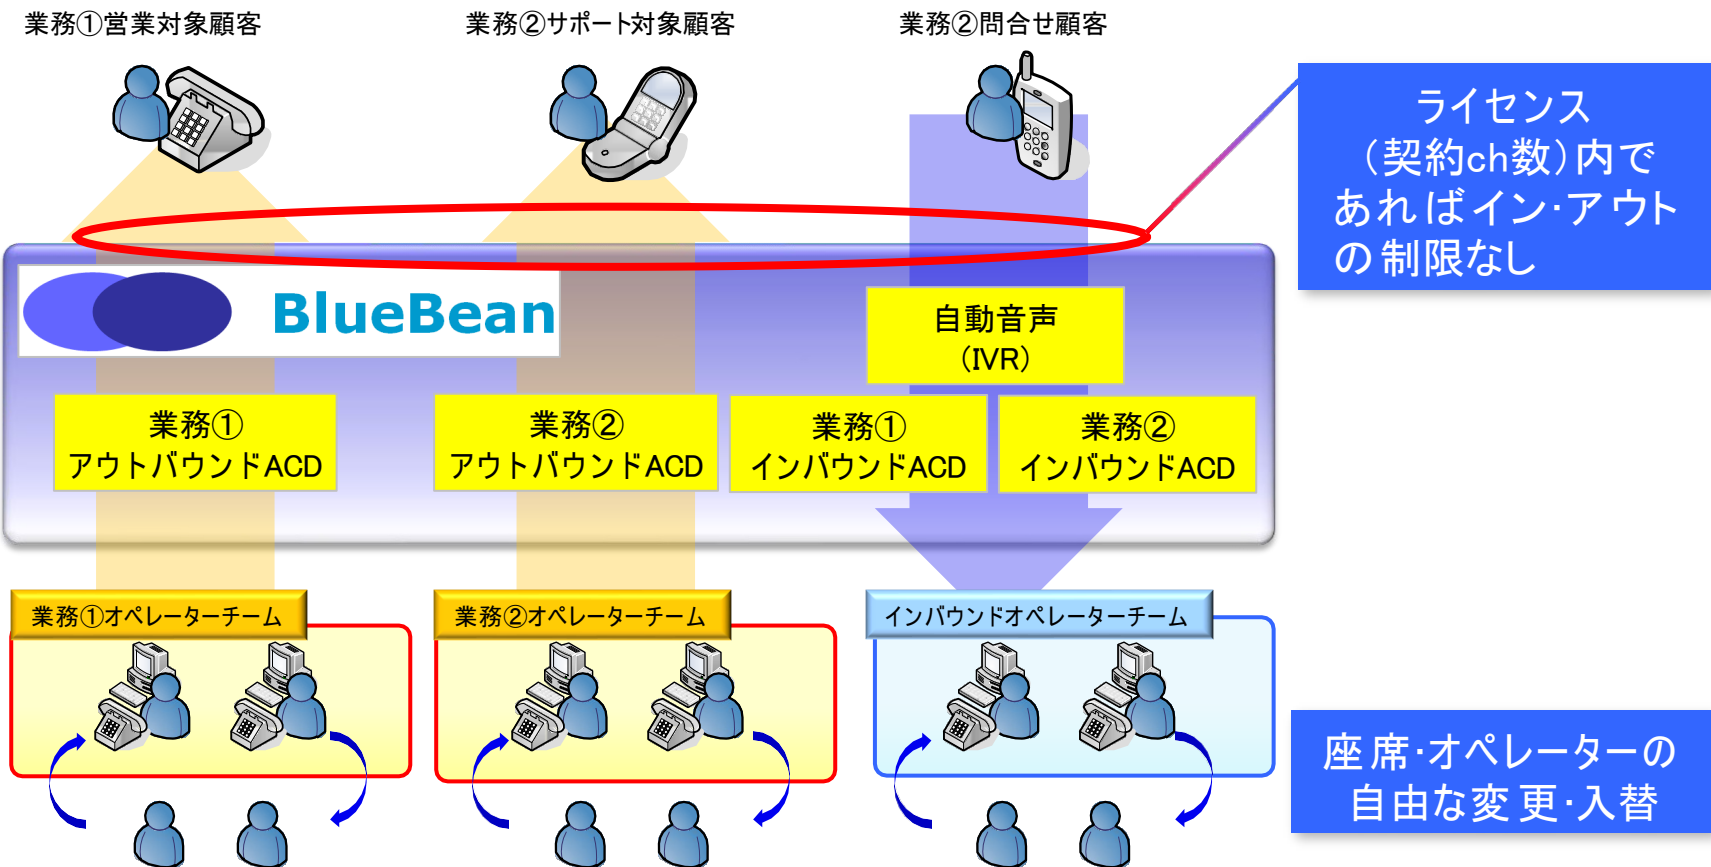 業務①営業対象顧客
業務②サポート対象顧客
業務②問合せ顧客
ライセンス
（契約ch数）内で
あればイン・アウト
の制限なし
BlueBean
自動音声
（IVR）
業務①
アウトバウンドACD
業務②
アウトバウンドACD
業務①
インバウンドACD
業務②
インバウンドACD
業務①オペレーターチーム
業務②オペレーターチーム
インバウンドオペレーターチーム
座席・オペレーターの
自由な変更・入替